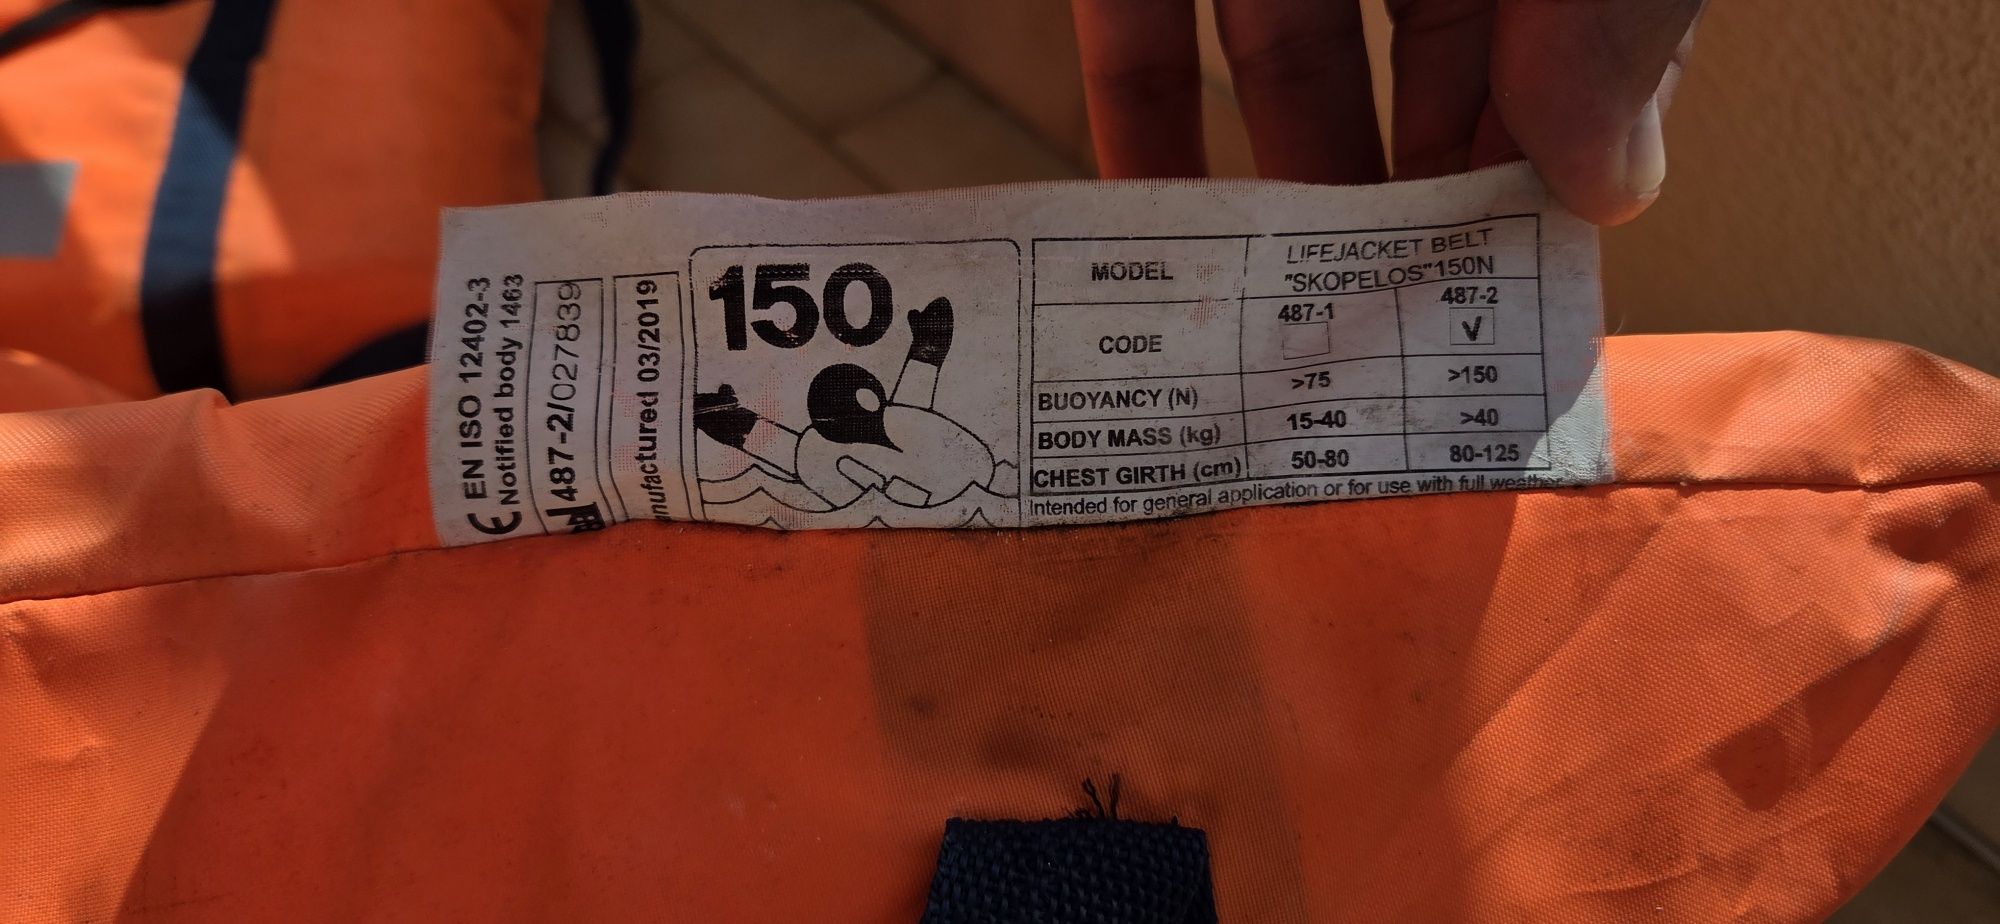 CE EN ISO 12402-3
Notified body 1463
487-2/027839
anufactured 03/2019
150
MODEL LIFEJACKET BELT
"SKOPELOS"150N
CODE 487-1 487-2
V
BUOYANCY (N) >75 >150
BODY MASS (kg) 15-40 >40
CHEST GIRTH (cm) 50-80 80-125
Intended for general application or for use with full weather